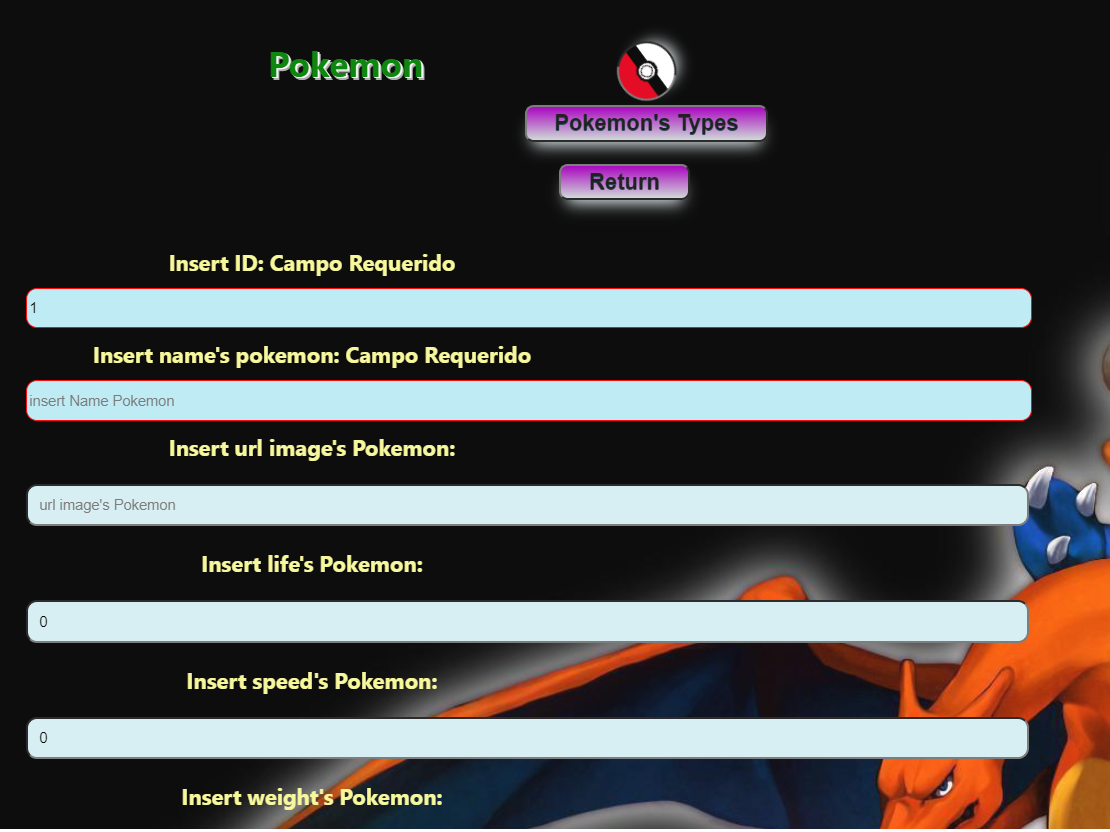 Pokemon
Pokemon's Types
Return
Insert ID: Campo Requerido
1
Insert name's pokemon: Campo Requerido
insert Name Pokemon
Insert url image's Pokemon:
url image's Pokemon
Insert life's Pokemon:
0
Insert speed's Pokemon:
0
Insert weight's Pokemon: